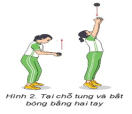 Hình 2. Tại chỗ tung và bắt
bóng bằng hai tay